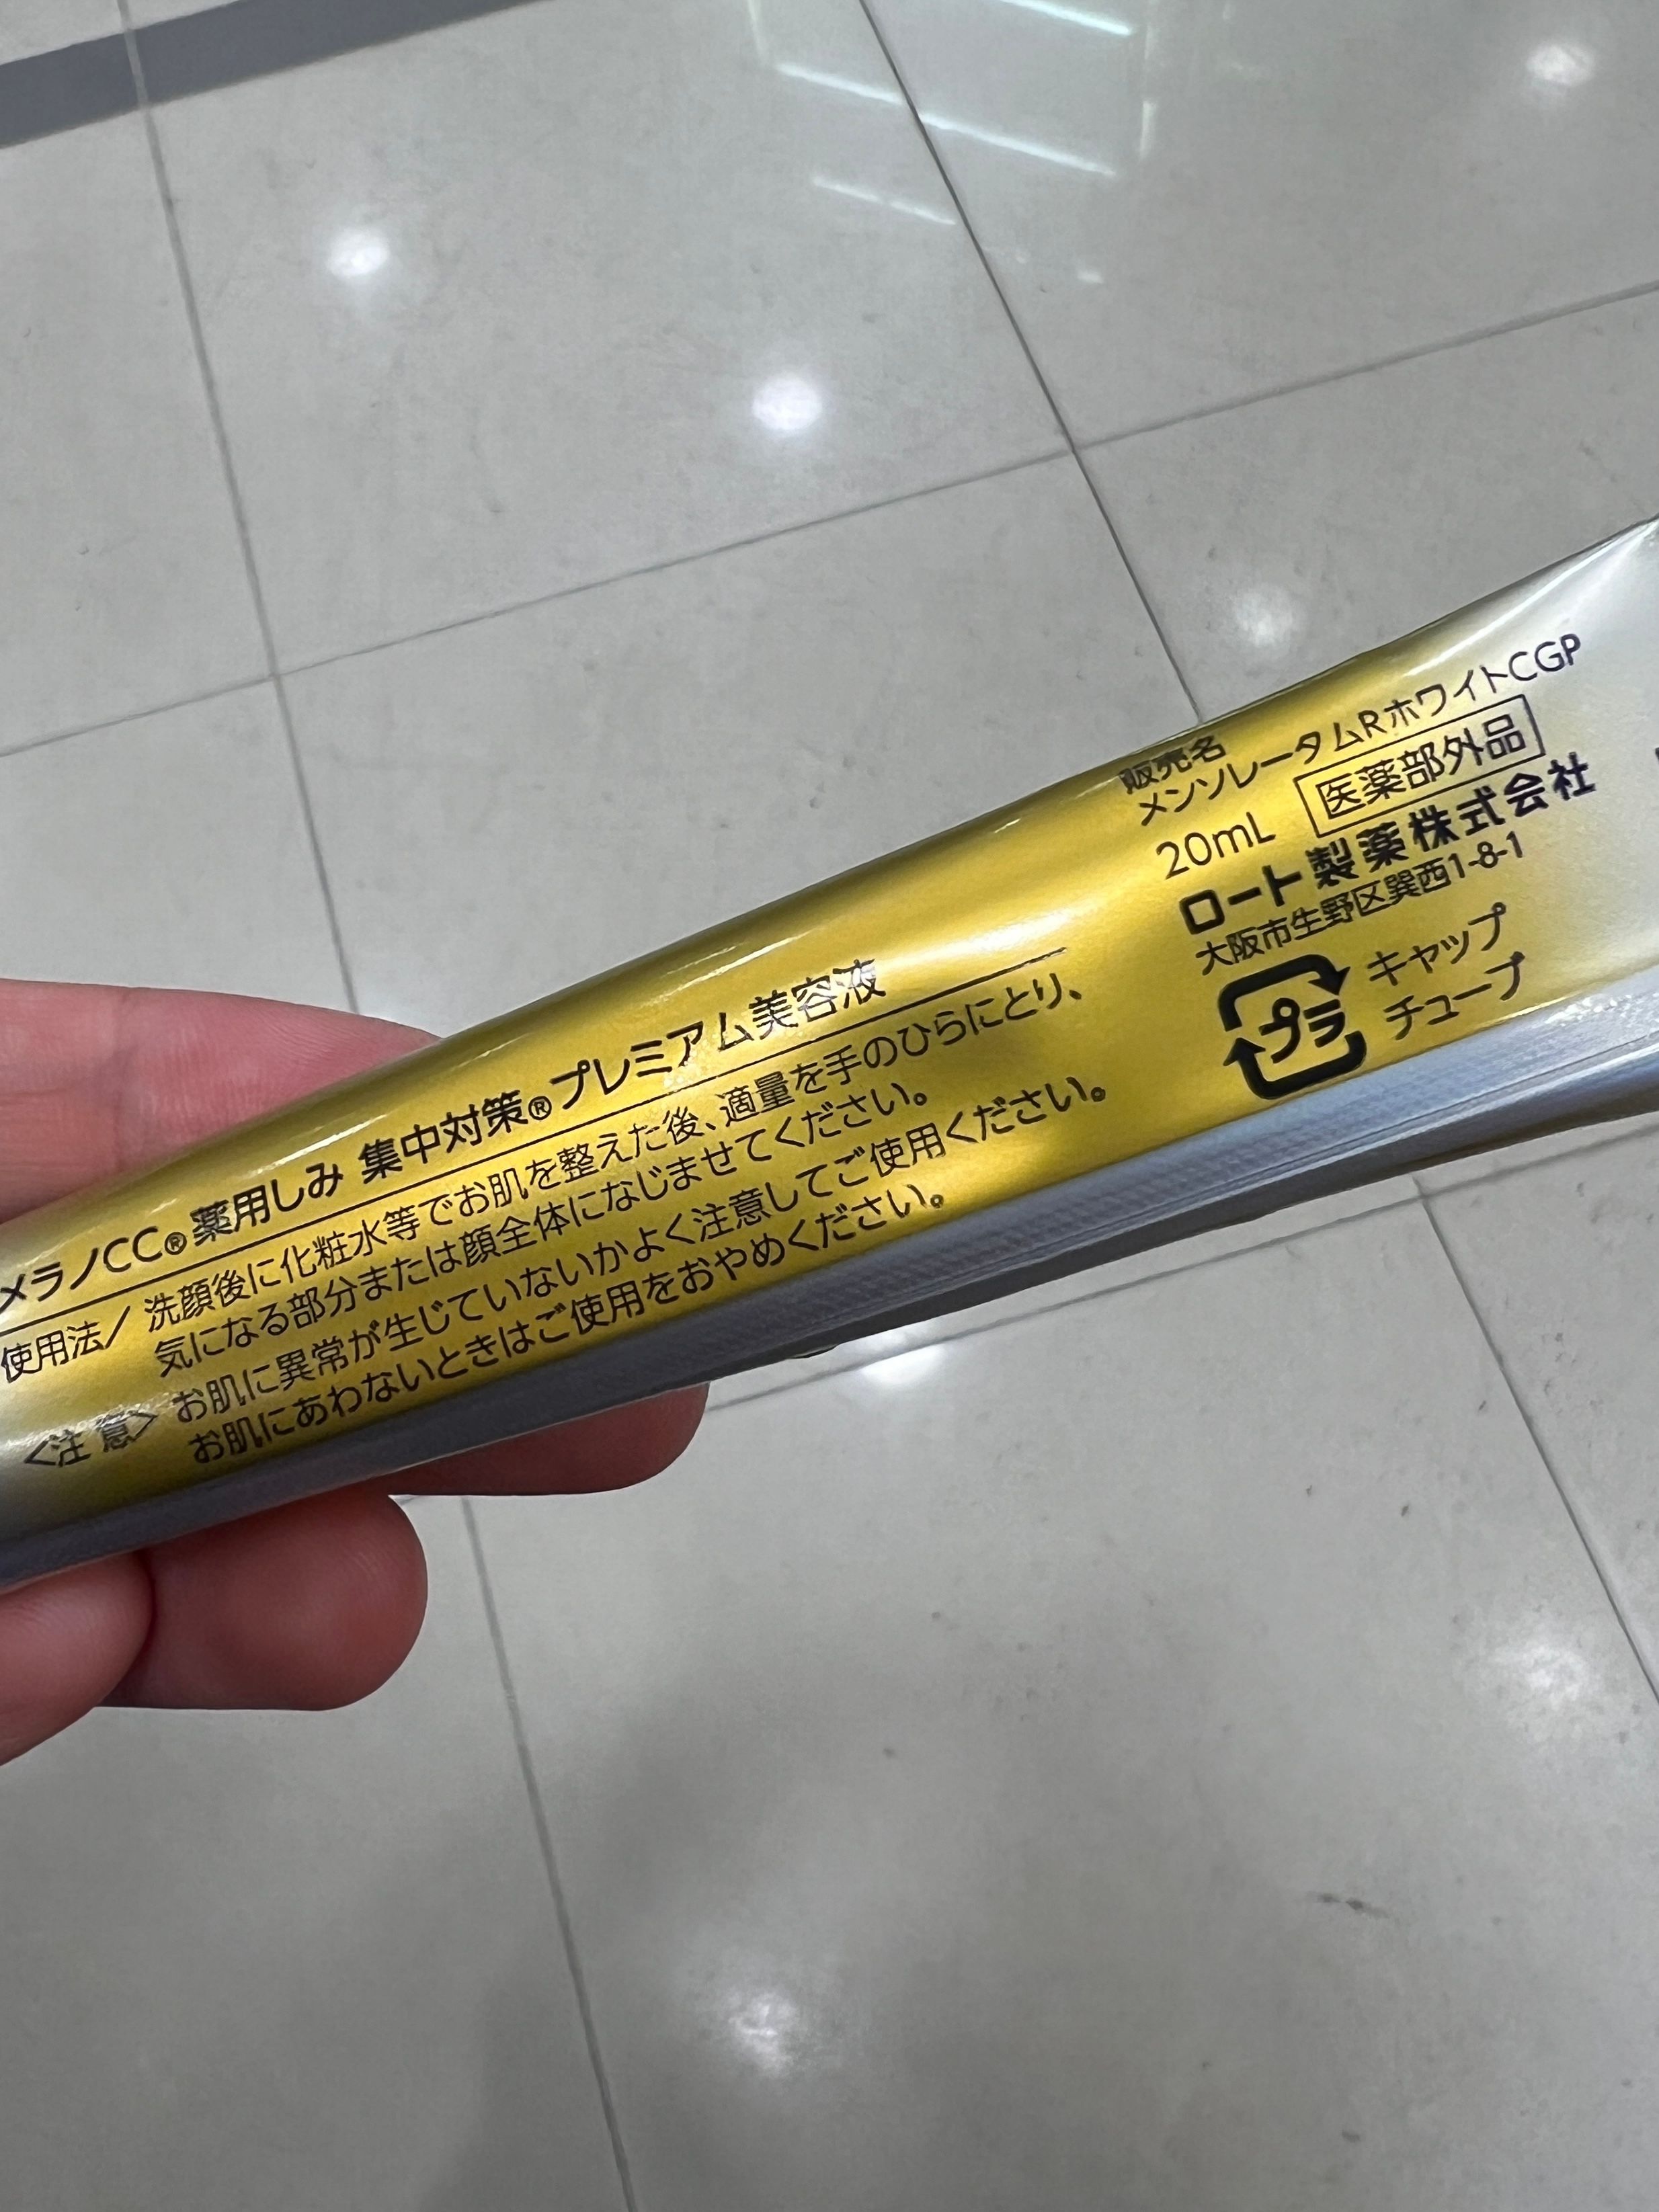 メラノCC® 薬用しみ 集中対策® プレミアム美容液
使用法/ 洗顔後に化粧水等でお肌を整えた後、適量を手のひらにとり、
気になる部分または顔全体になじませてください。
<注 意> お肌に異常が生じていないかよく注意してご使用ください。
お肌にあわないときはご使用をおやめください。
販売名
メンソレータムRホワイトCGP
20mL 医薬部外品
ロート製薬株式会社
大阪市生野区巽西1-8-1
プラ キャップ
チューブ